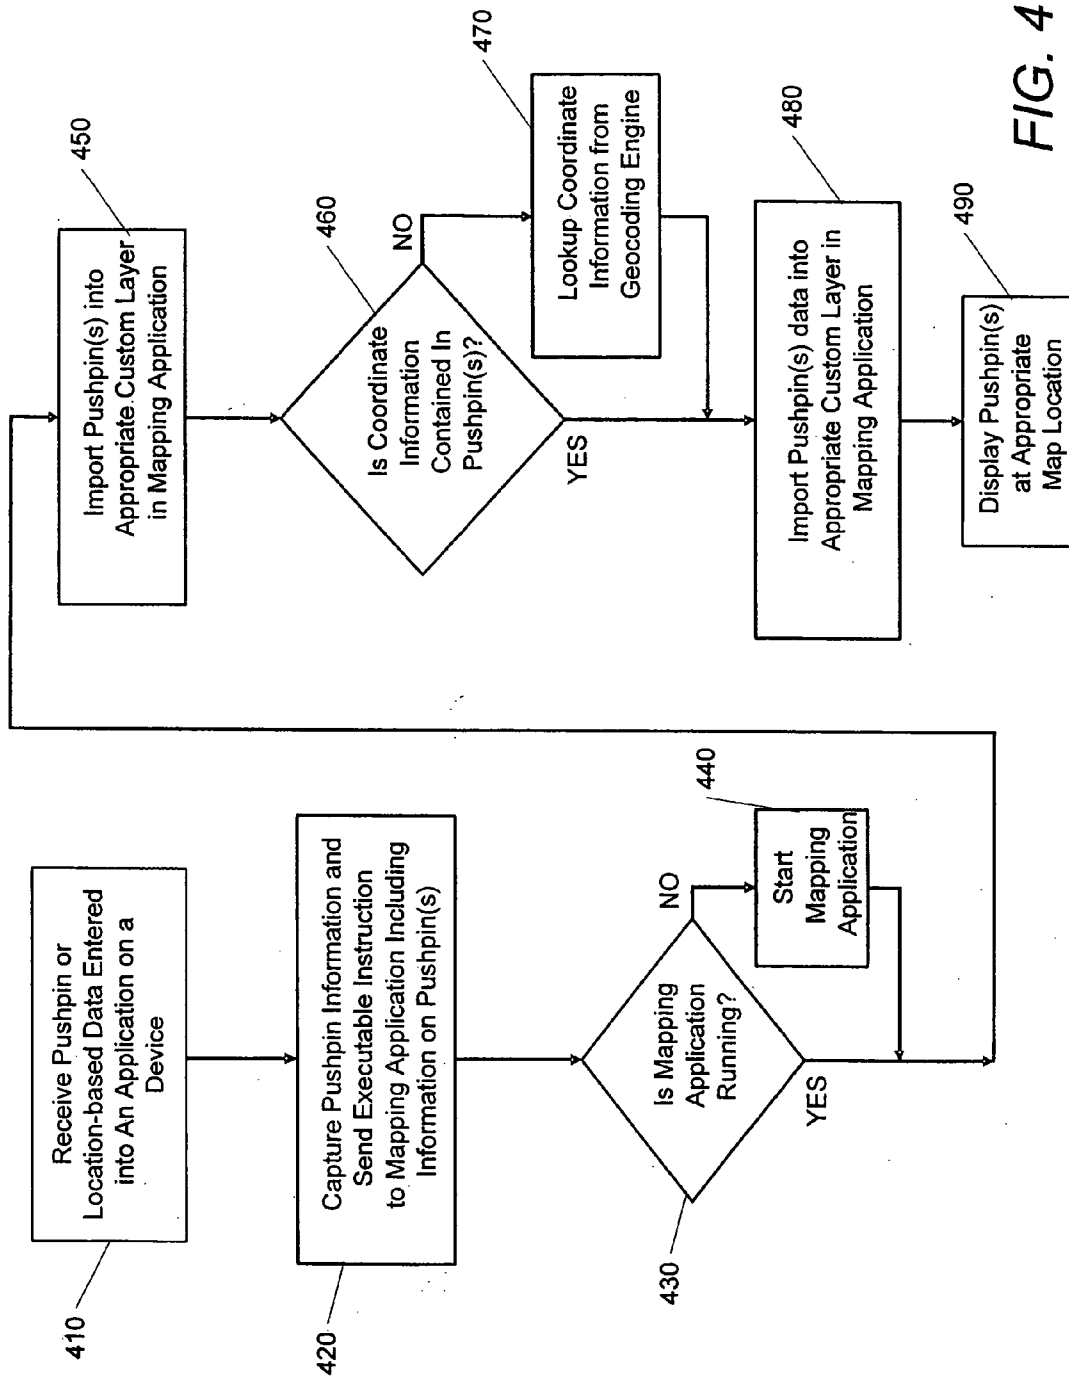 410
Receive Pushpin or
Location-based Data Entered
into An Application on a
Device
420
Capture Pushpin Information and
Send Executable Instruction
to Mapping Application Including
Information on Pushpin(s)
430
Is Mapping
Application
Running?
NO
YES
440
Start
Mapping
Application
450
Import Pushpin(s) into
Appropriate Custom Layer
in Mapping Application
460
Is Coordinate
Information
Contained In
Pushpin(s)?
NO
YES
470
Lookup Coordinate
Information from
Geocoding Engine
480
Import Pushpin(s) data into
Appropriate Custom Layer in
Mapping Application
490
Display Pushpin(s)
at Appropriate
Map Location
FIG. 4